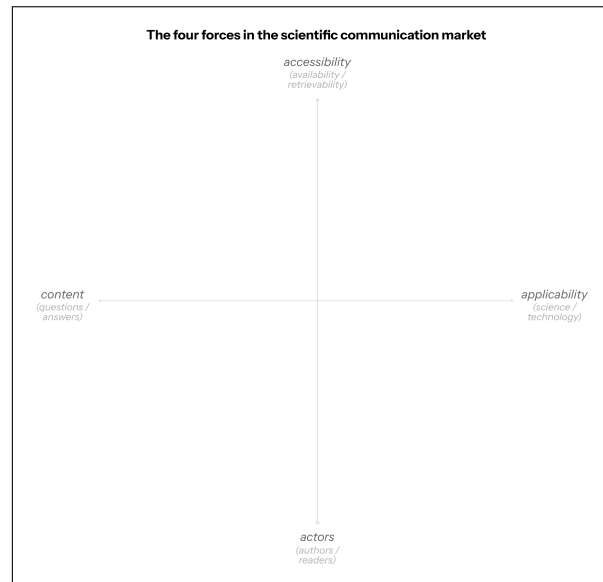 The four forces in the scientific communication market
accessibility
(availability /
retrievability)
content
(questions /
answers)
applicability
(science /
technology)
actors
(authors /
readers)